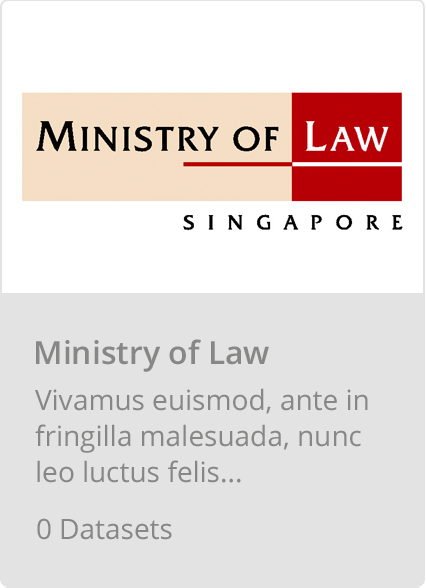 MINISTRY OF LAW
SINGAPORE
Ministry of Law
Vivamus euismod, ante in
fringilla malesuada, nunc
leo luctus felis...
0 Datasets